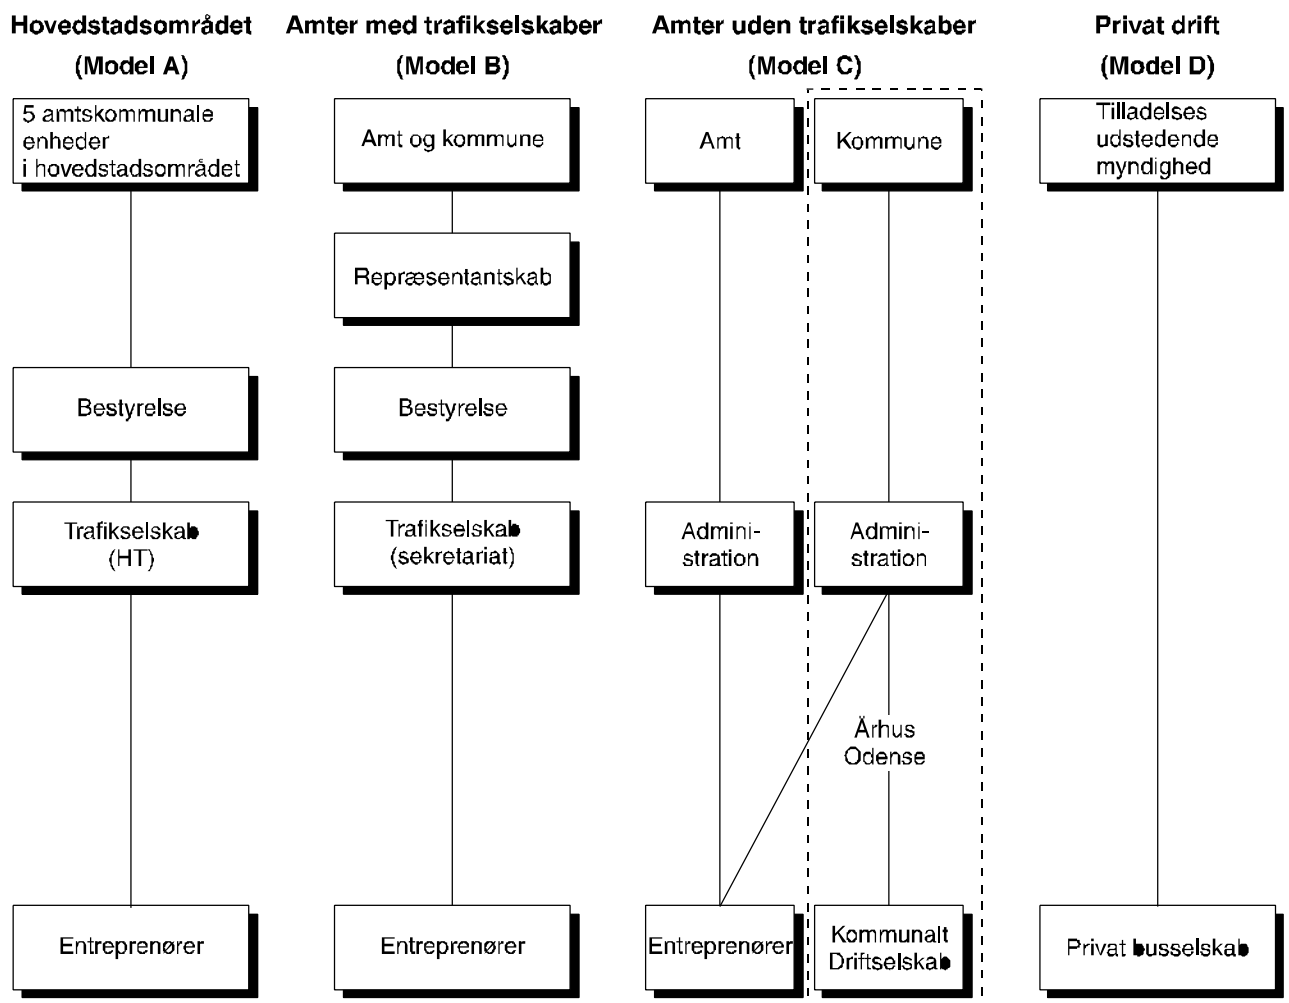 Hovedstadsområdet
(Model A)
5 amtskommunale
enheder
i hovedstadsområdet
Bestyrelse
Trafikselskab
(HT)
Entreprenører
Amter med trafikselskaber
(Model B)
Amt og kommune
Repræsentantskab
Bestyrelse
Trafikselskab
(sekretariat)
Entreprenører
Amter uden trafikselskaber
(Model C)
Amt
Admini-
stration
Entreprenører
Kommune
Admini-
stration
Århus
Odense
Kommunalt
Driftselskab
Privat drift
(Model D)
Tilladelses
udstedende
myndighed
Privat busselskab